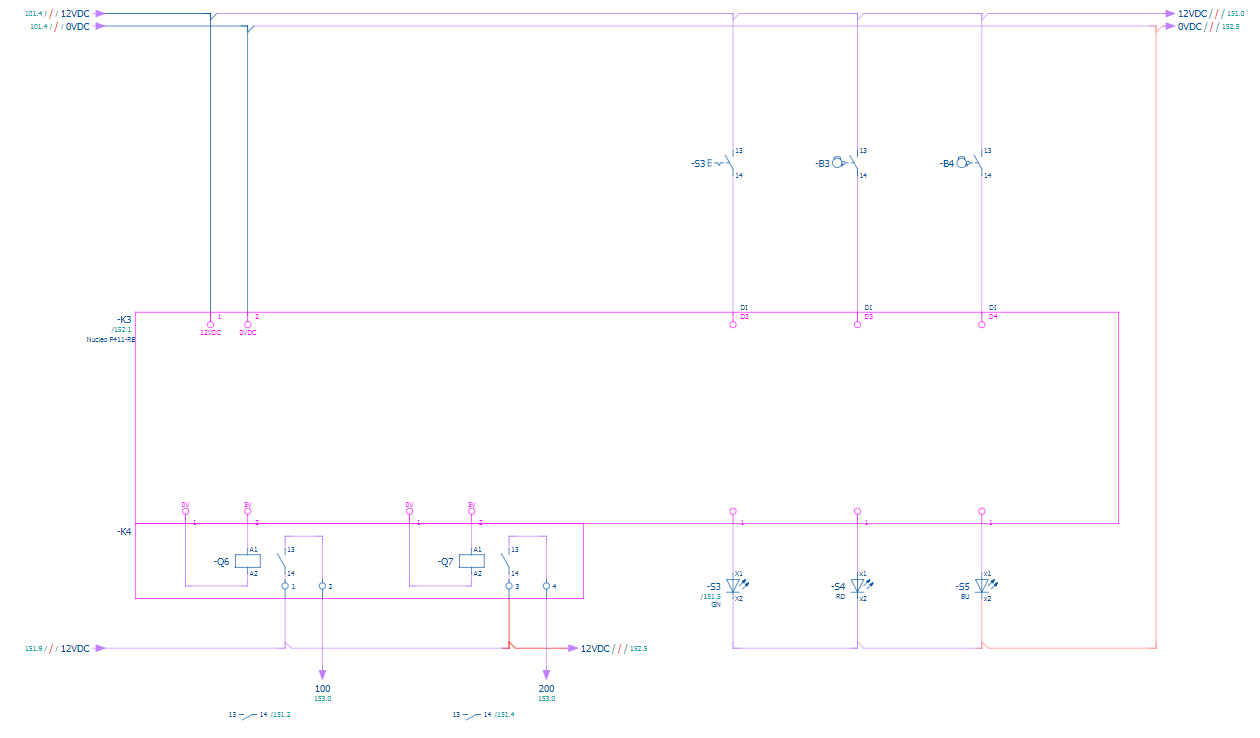 101.4 / / / 12VDC
12VDC / / / 151.0
101.4 / / / 0VDC
0VDC / / / 152.5
13
13
13
-S3
-B3
-B4
14
14
14
DI
DI
DI
-K3
1
2
D2
D3
D4
/152.1
12VDC
0VDC
Nucleo F411-RE
0V
3V
0V
3V
1
2
1
2
1
1
1
-K4
A1
13
A1
13
-Q6
-Q7
A2
14
A2
14
X1
x1
x1
1
2
3
4
-S3
-S4
-S5
/151.5
X2
RD
x2
BU
x2
GN
151.9 / / / 12VDC
12VDC / / / 152.5
100
200
153.0
153.0
13 14 /151.2
13 14 /151.4